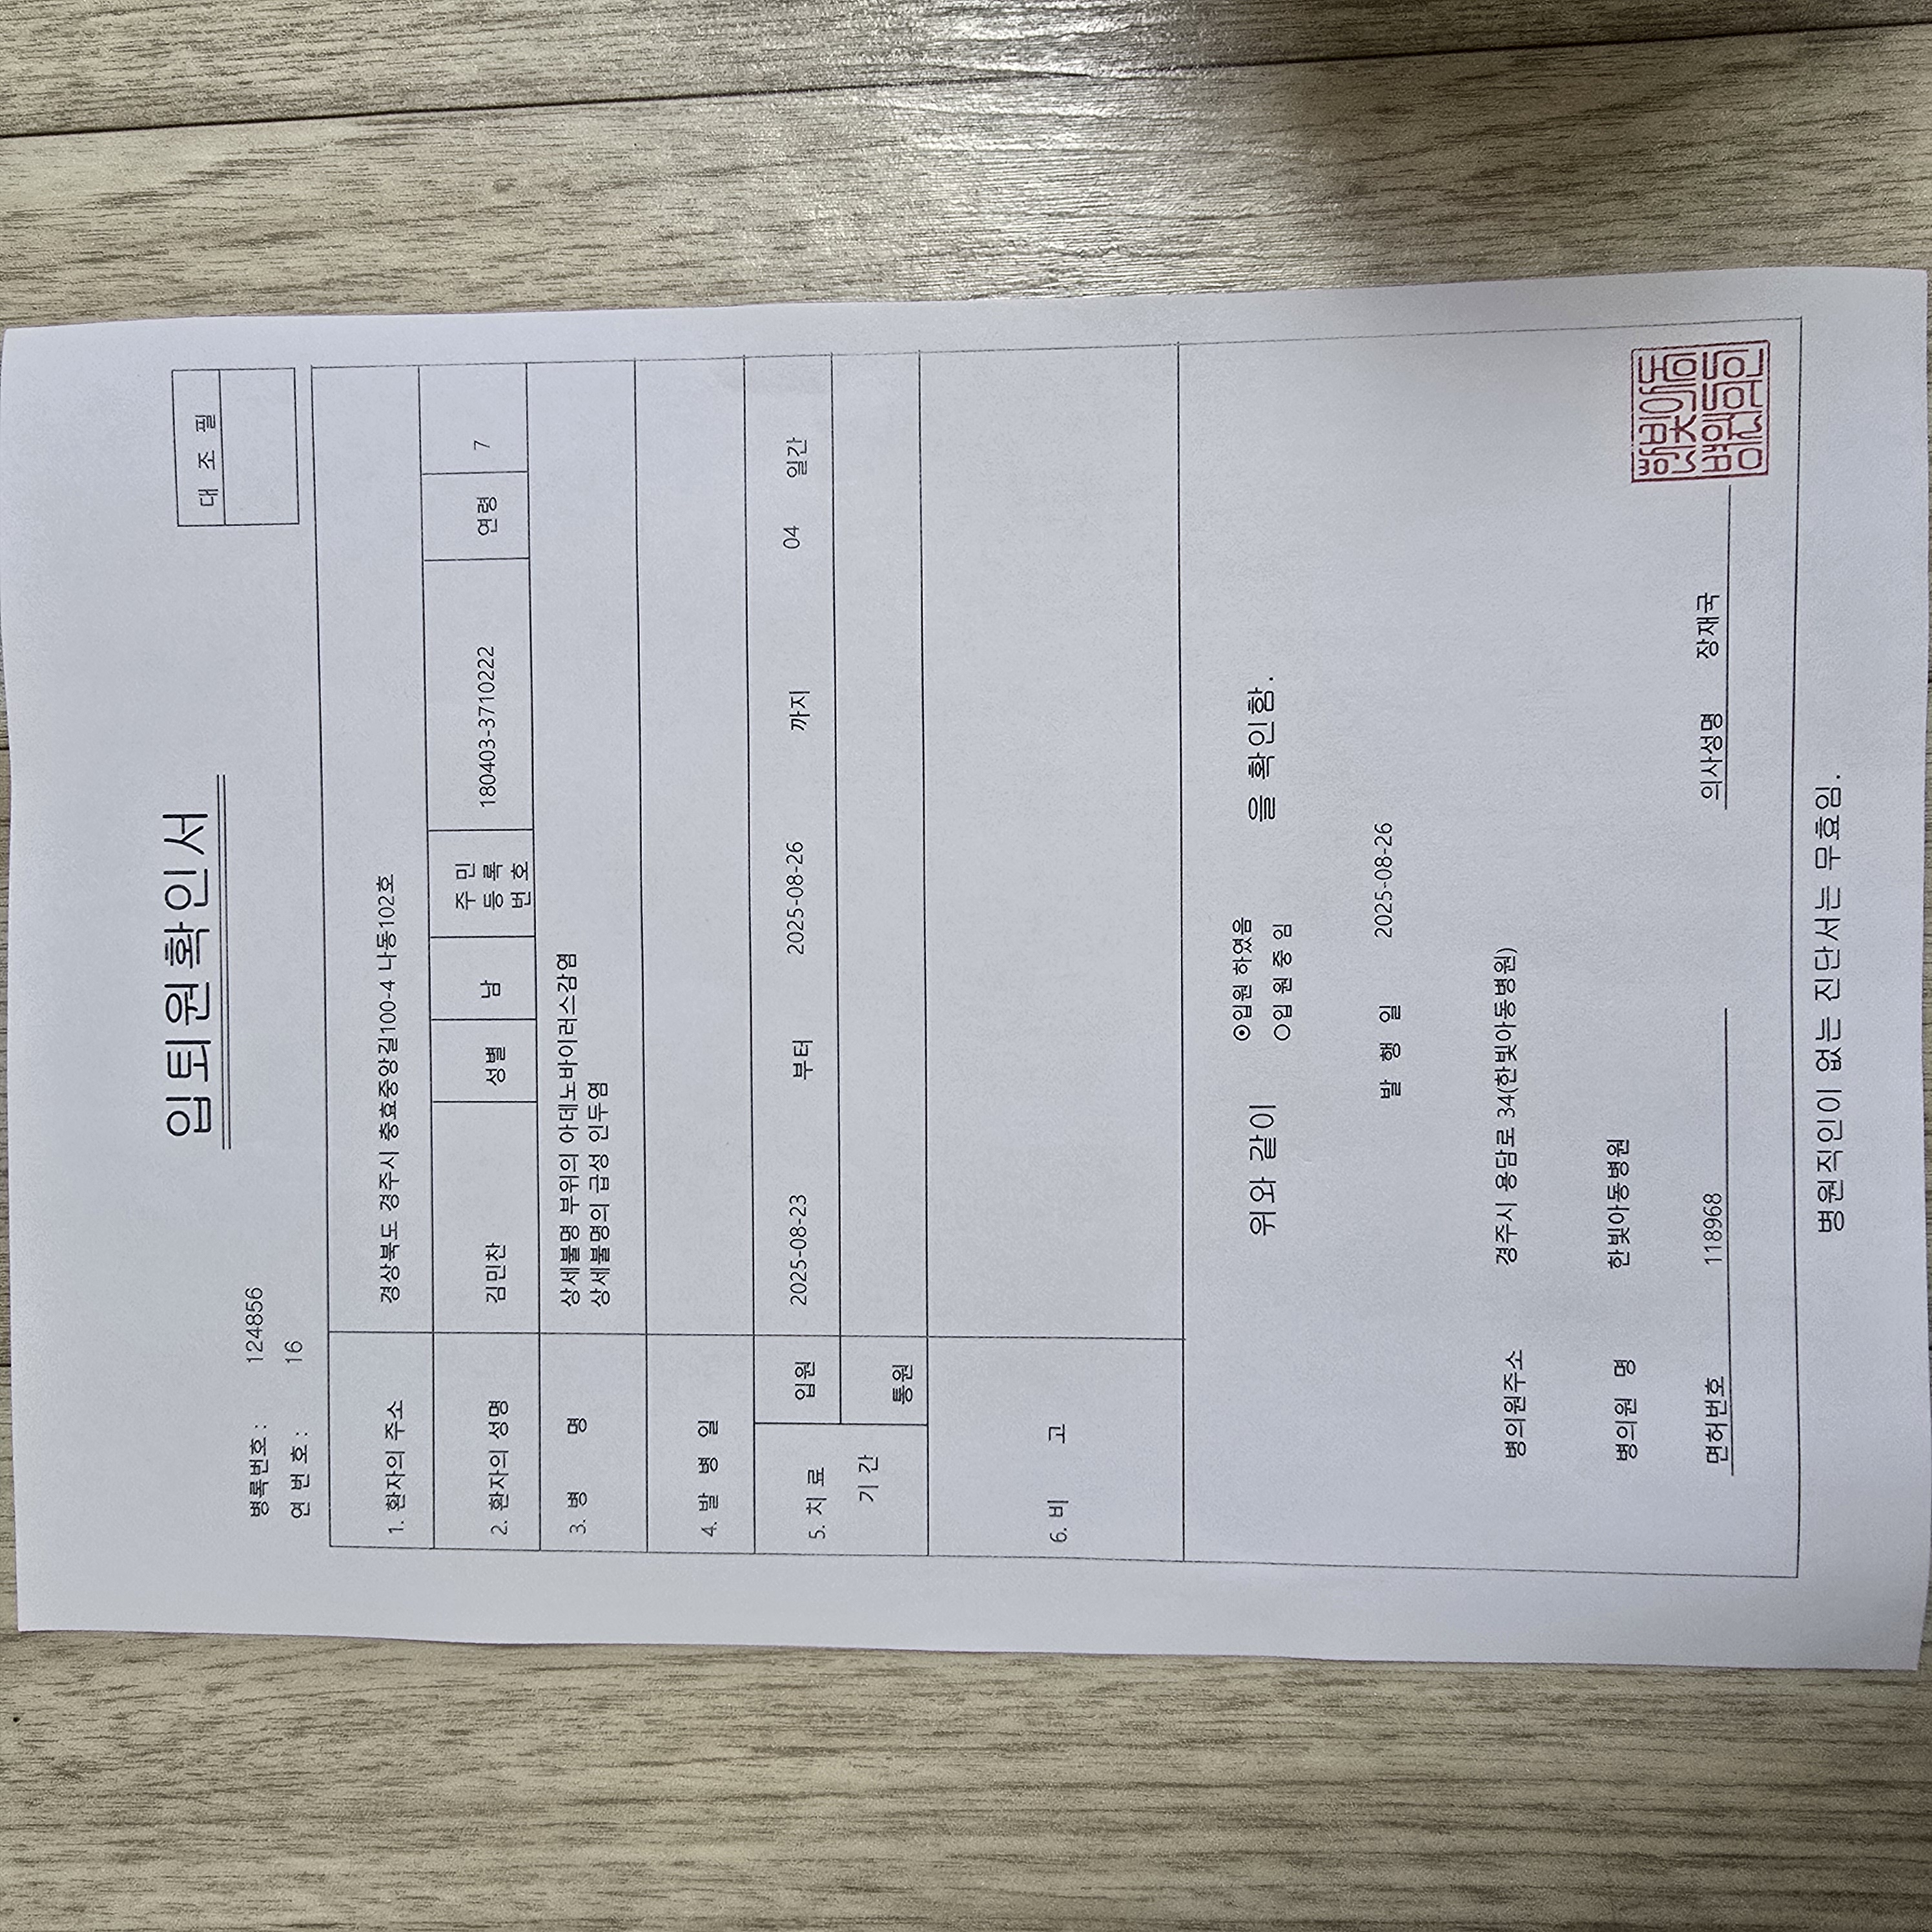 입퇴원확인서
대 조 필
병록번호 : 124856
연 번 호 : 16
1. 환자의 주소 경상북도 경주시 충효중앙길100-4 나동102호
2. 환자의 성명 김민찬 성별 남 주 민 등 록 번 호 180403-3710222 연령 7
3. 병 명 상세불명 부위의 아데노바이러스감염
상세불명의 급성 인두염
4. 발 병 일
5. 치 료 기 간 입원 2025-08-23 부터 2025-08-26 까지 04 일간
통원
6. 비 고
위와 같이 ⊙입원 하였음 을 확인함.
○입 원 중 임
발 행 일 2025-08-26
병의원주소 경주시 용담로 34(한빛아동병원)
병의원 명 한빛아동병원
면허번호 118968 의사성명 장재국
한빛아동
병원의인
병원직인이 없는 진단서는 무효임.